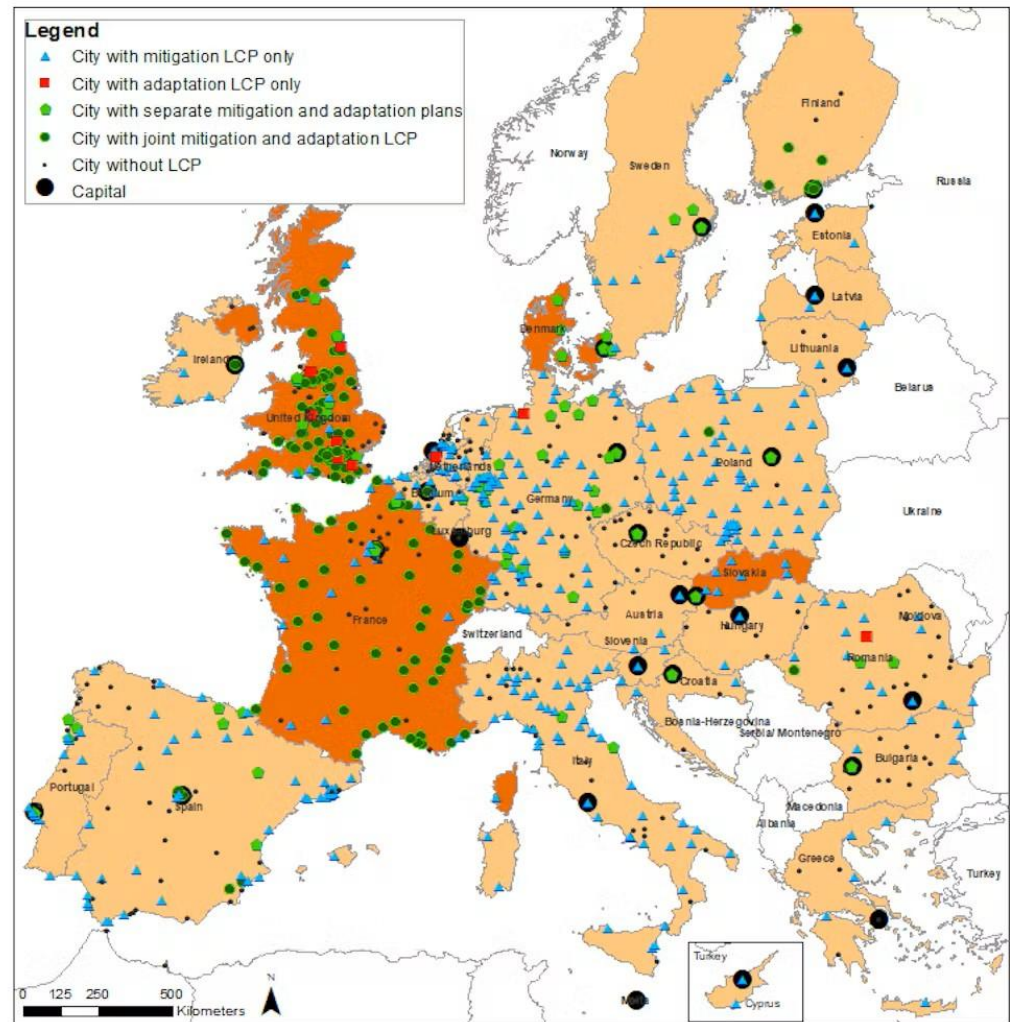 Legend
City with mitigation LCP only
City with adaptation LCP only
City with separate mitigation and adaptation plans
City with joint mitigation and adaptation LCP
City without LCP
Capital
Finland
Norway
Sweden
Russia
Estonia
Latvia
Denmark
Lithuania
Ireland
Belarus
United Kingdom
Netherlands
Poland
Belgium
Germany
Ukraine
Luxemburg
Czech Republic
Slovakia
Austria
Moldova
France
Hungary
Switzerland
Slovenia
Romania
Croatia
Bosnia-Herzegovina
Serbia/ Montenegro
Italy
Bulgaria
Portugal
Spain
Macedonia
Albania
Greece
Turkey
Turkey
Cyprus
Malta
N
0 125 250 500
Kilometers